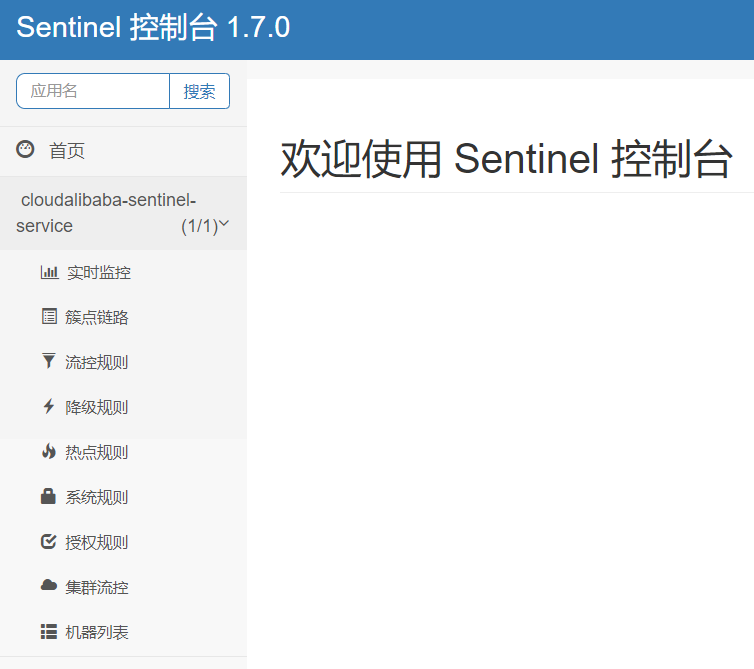 Sentinel 控制台 1.7.0
应用名 搜索
首页
欢迎使用 Sentinel 控制台
cloudalibaba-sentinel-
service (1/1)
实时监控
簇点链路
流控规则
降级规则
热点规则
系统规则
授权规则
集群流控
机器列表